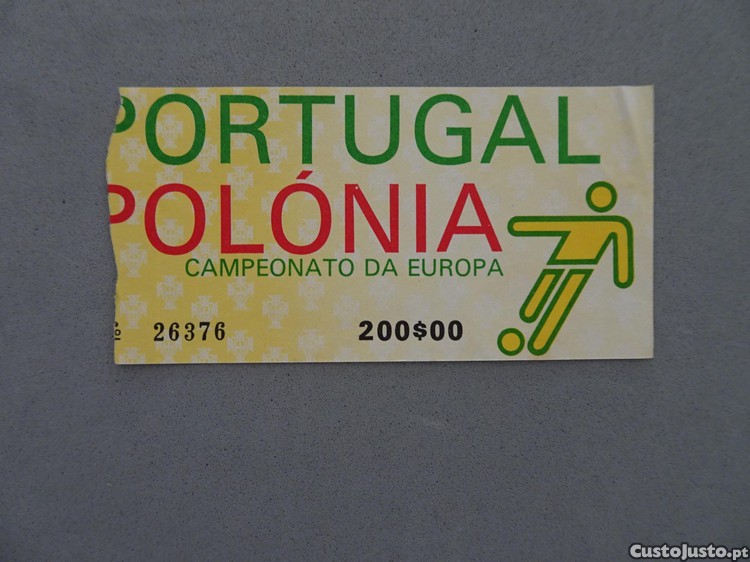 PORTUGAL
POLÓNIA
CAMPEONATO DA EUROPA
º 26376 200$00
CustoJusto.pt